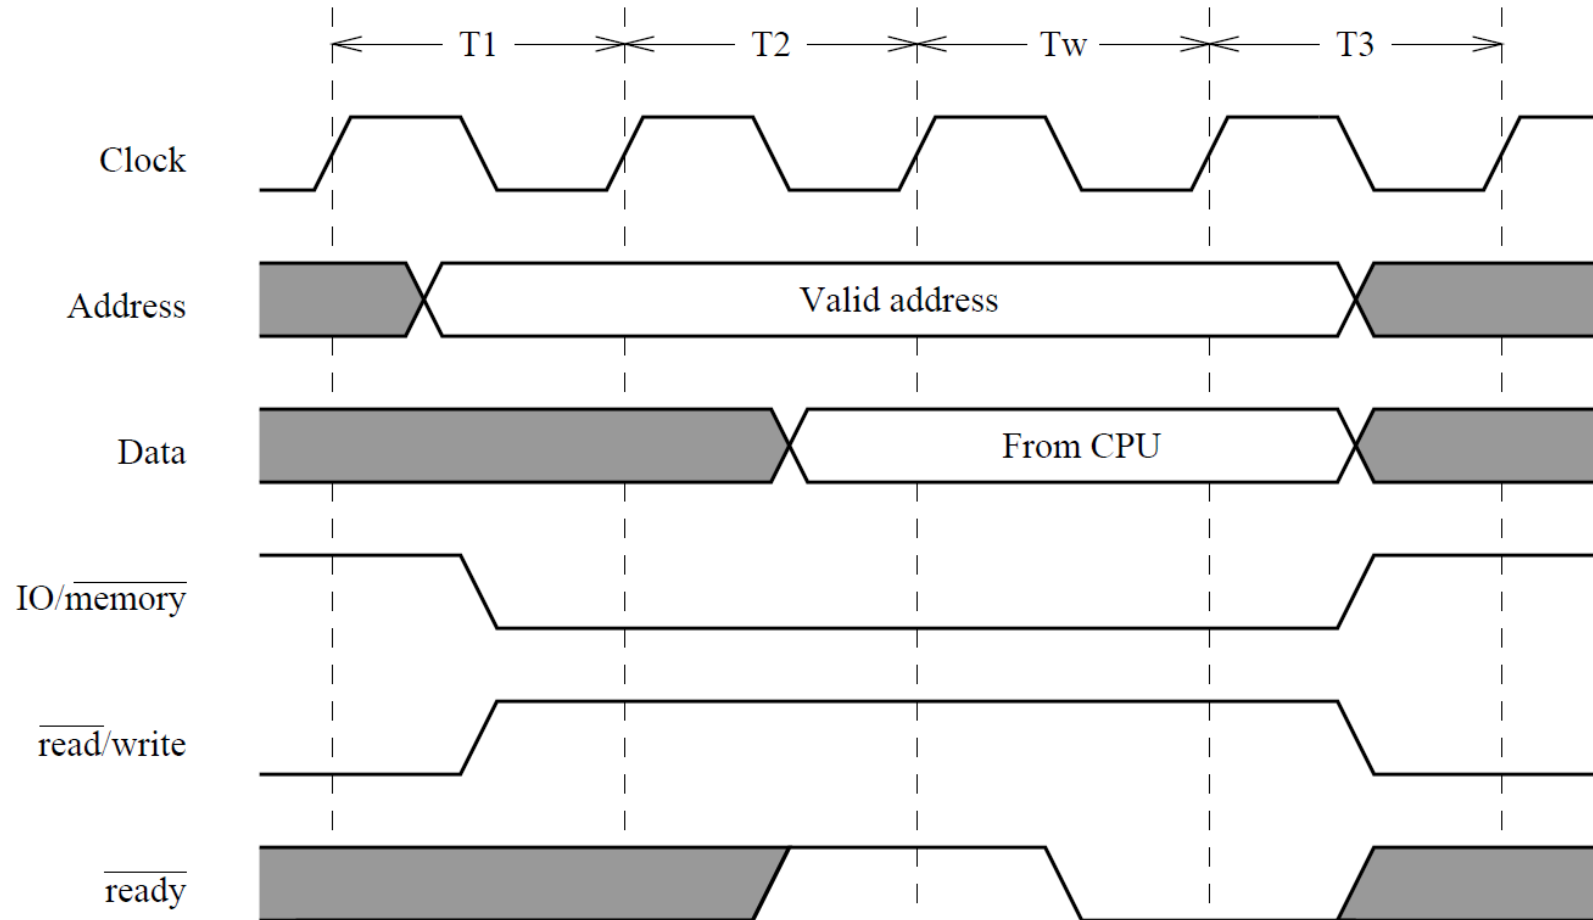 T1 T2 Tw T3
Clock
Address Valid address
Data From CPU
IO/memory
read/write
ready